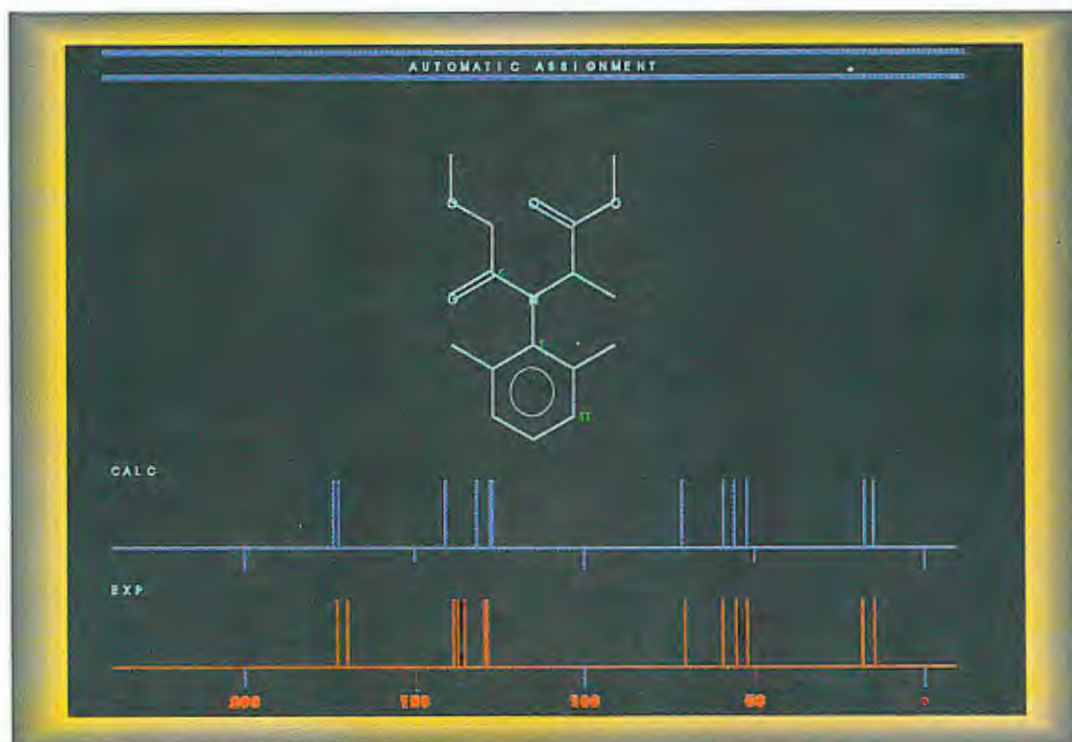 AUTOMATIC ASSIGNMENT
O O O
O N
CALC
EXP
200 150 100 50 0